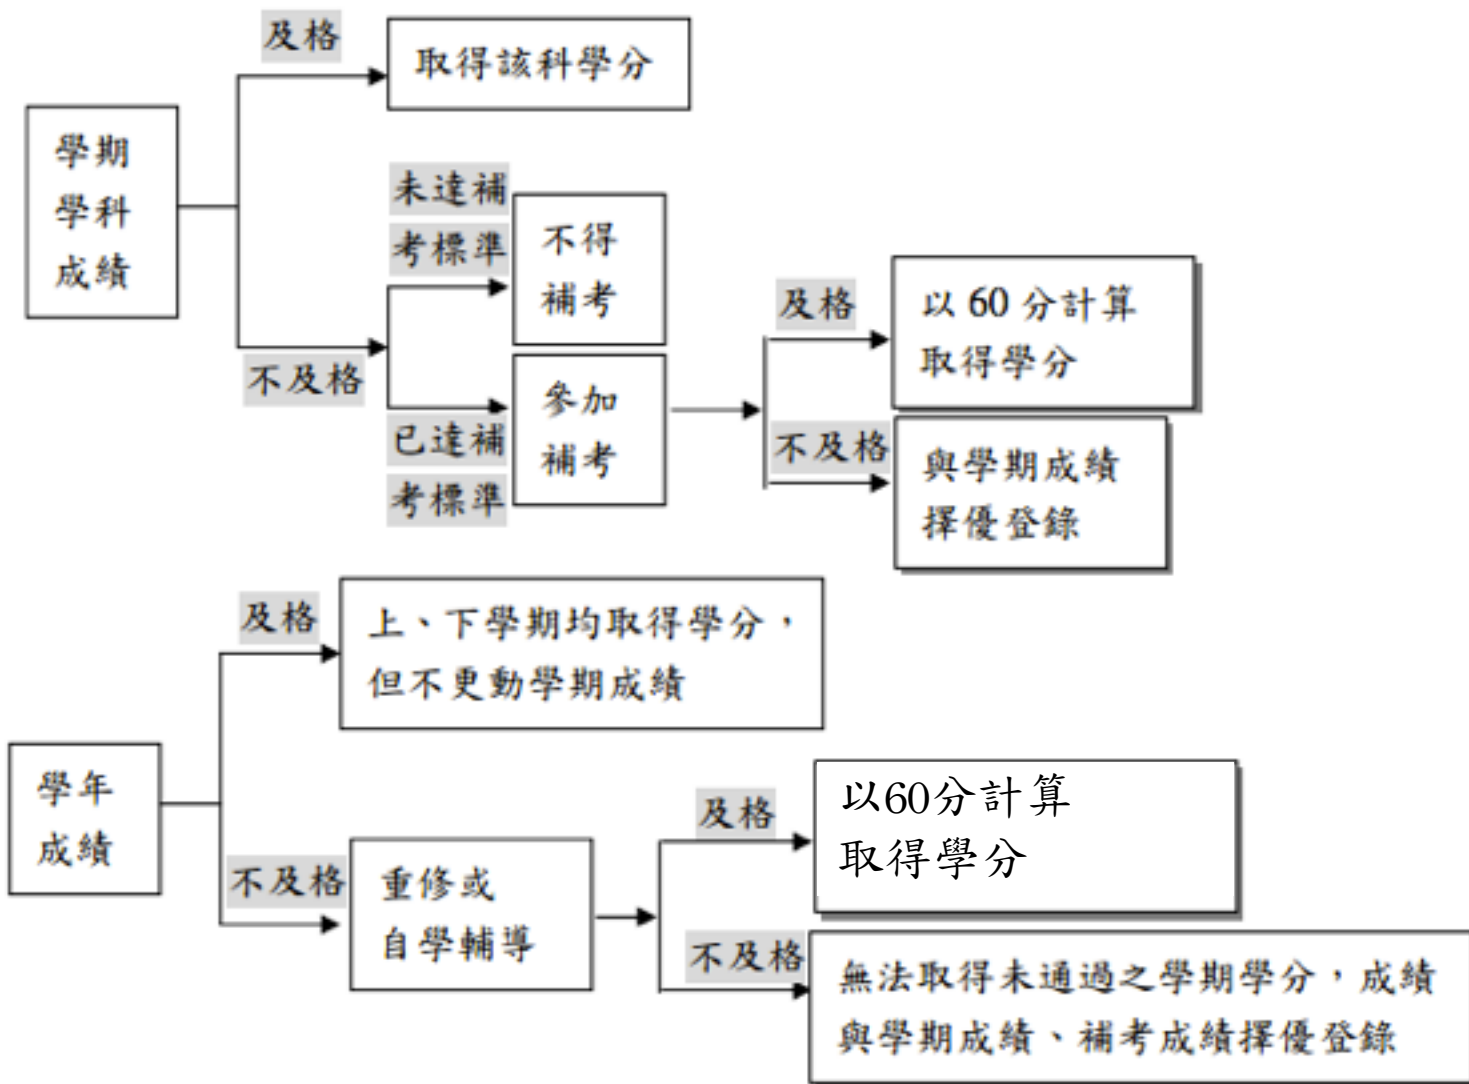 及格
取得該科學分
學期
學科
成績
未達補
考標準
不得
補考
不及格
已達補
考標準
參加
補考
及格
以 60 分計算
取得學分
不及格
與學期成績
擇優登錄
及格
上、下學期均取得學分，
但不更動學期成績
學年
成績
不及格
重修或
自學輔導
及格
以60分計算
取得學分
不及格
無法取得未通過之學期學分，成績
與學期成績、補考成績擇優登錄